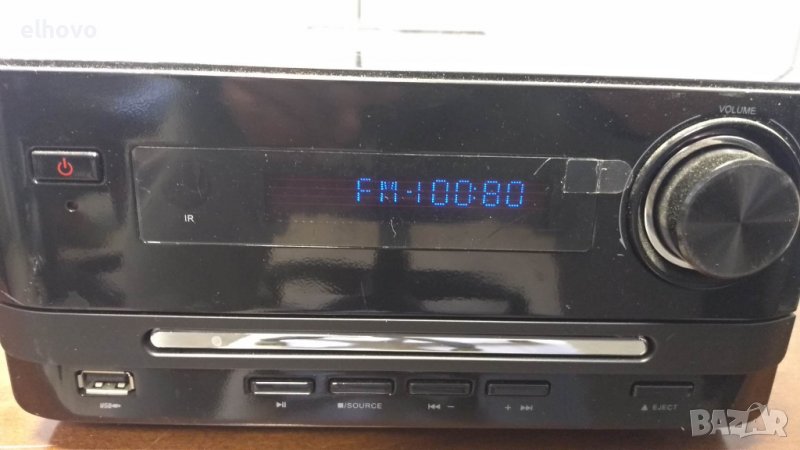 elhovo
VOLUME
FM-100:80
IR
USB
■/SOURCE
−
+
▲ EJECT
BAZAR